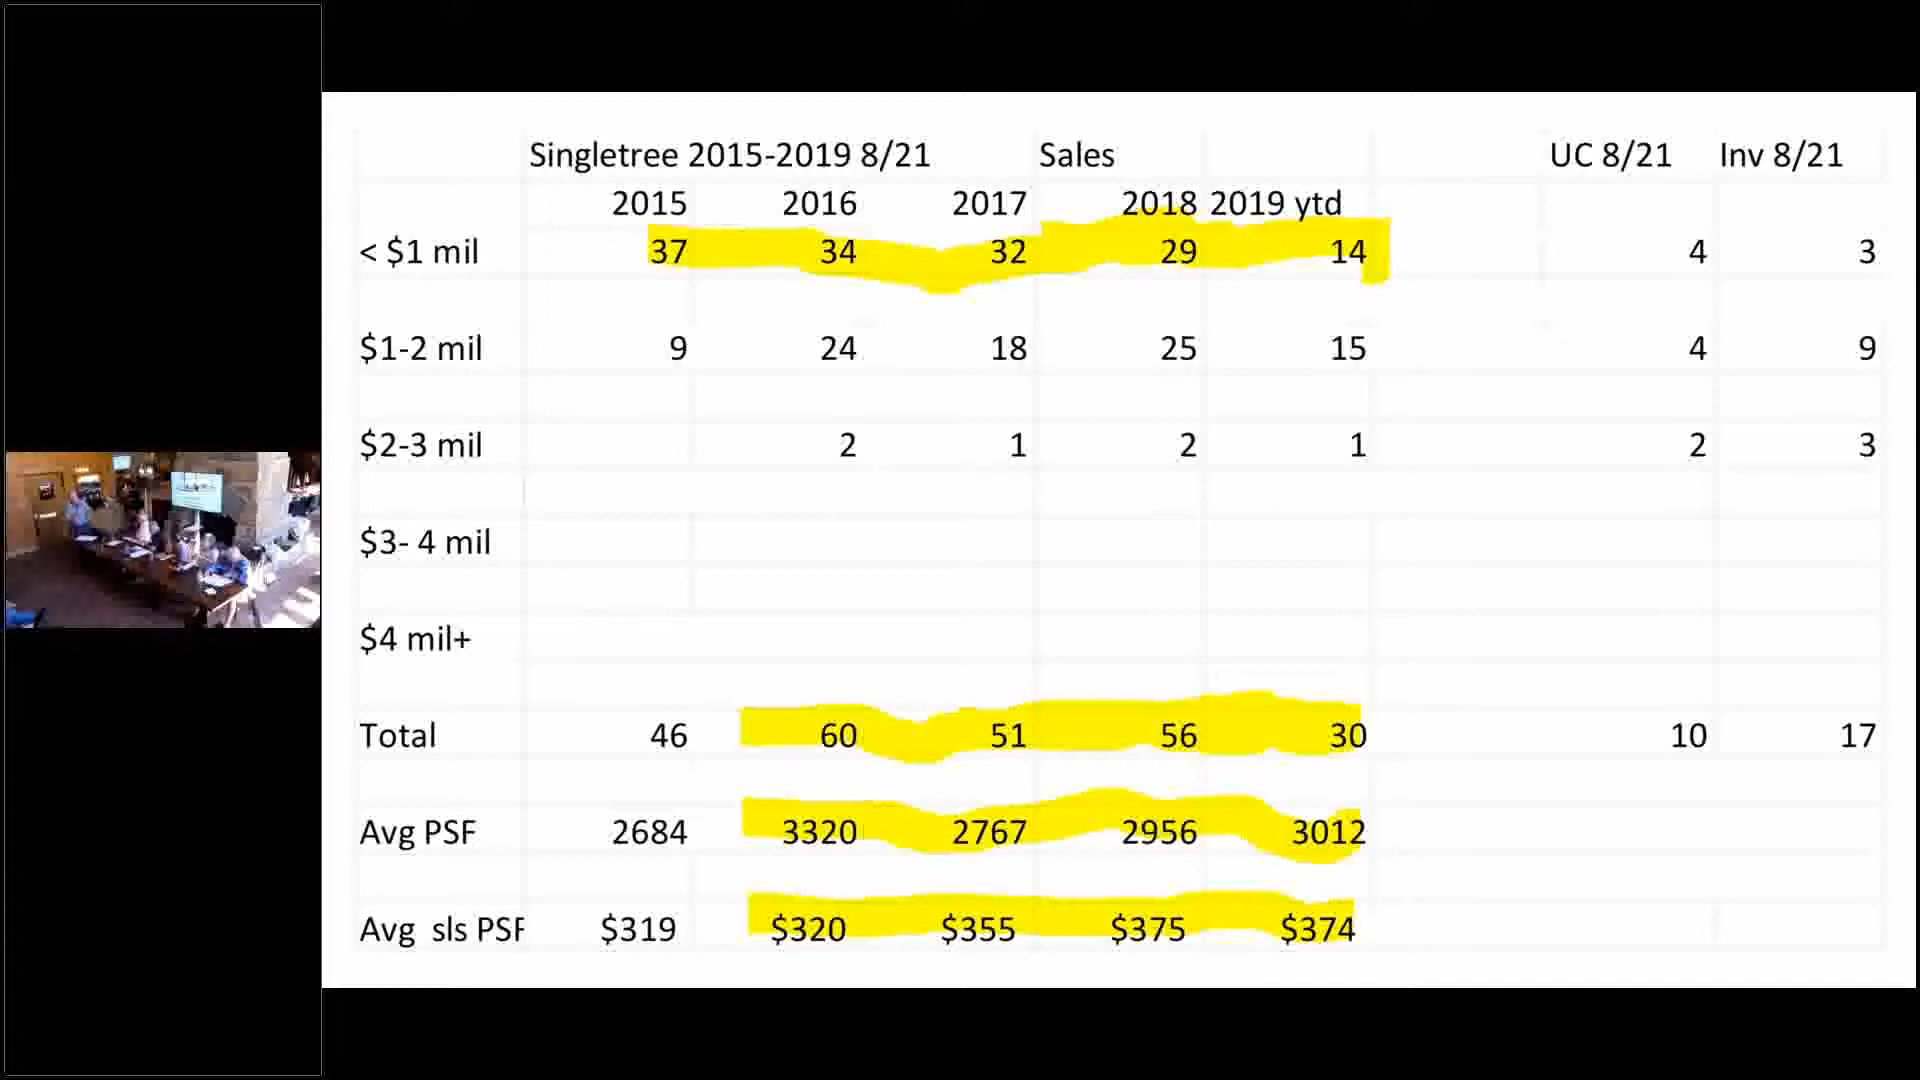 Singletree 2015-2019 8/21 Sales UC 8/21 Inv 8/21
2015 2016 2017 2018 2019 ytd
< $1 mil 37 34 32 29 14 4 3
$1-2 mil 9 24 18 25 15 4 9
$2-3 mil 2 1 2 1 2 3
$3- 4 mil
$4 mil+
Total 46 60 51 56 30 10 17
Avg PSF 2684 3320 2767 2956 3012
Avg sls PSF $319 $320 $355 $375 $374